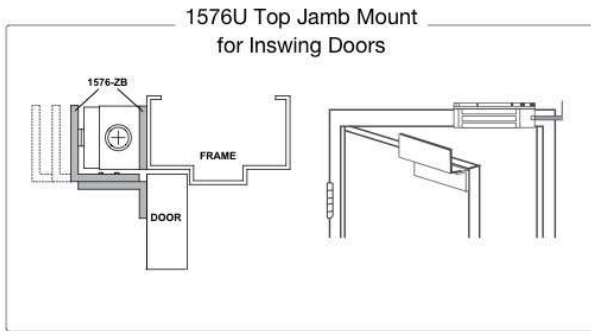 1576U Top Jamb Mount
for Inswing Doors
1576-ZB
FRAME
DOOR